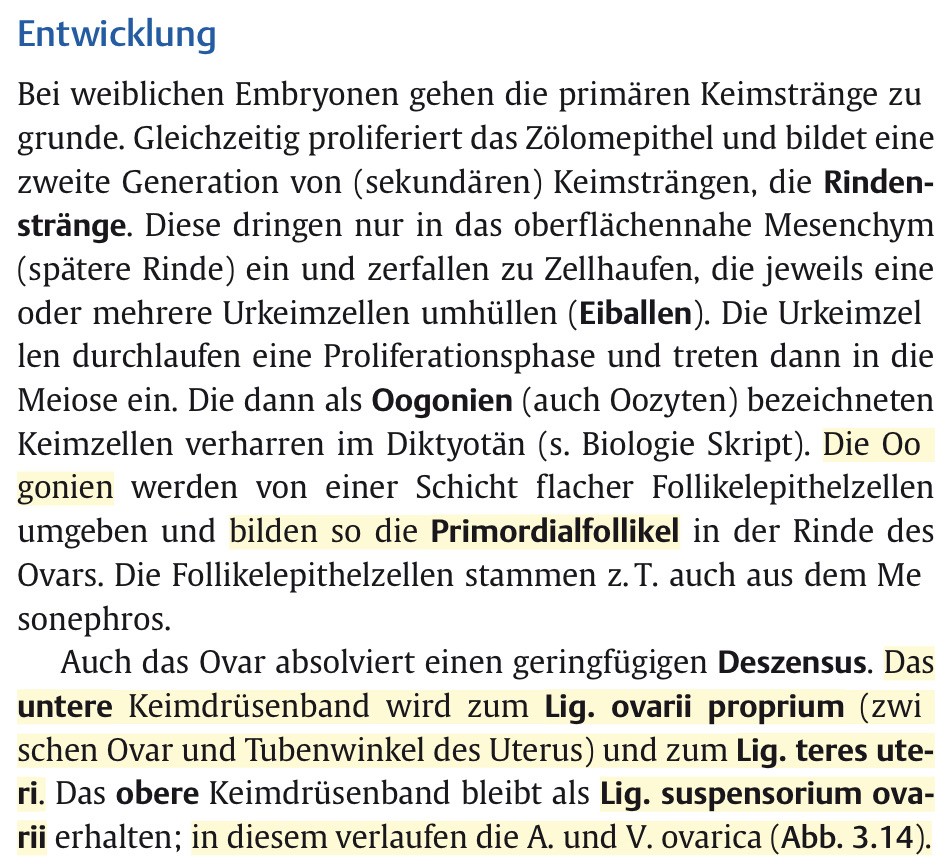 Entwicklung
Bei weiblichen Embryonen gehen die primären Keimstränge zu
grunde. Gleichzeitig proliferiert das Zölomepithel und bildet eine
zweite Generation von (sekundären) Keimsträngen, die Rinden-
stränge. Diese dringen nur in das oberflächennahe Mesenchym
(spätere Rinde) ein und zerfallen zu Zellhaufen, die jeweils eine
oder mehrere Urkeimzellen umhüllen (Eiballen). Die Urkeimzel
len durchlaufen eine Proliferationsphase und treten dann in die
Meiose ein. Die dann als Oogonien (auch Oozyten) bezeichneten
Keimzellen verharren im Diktyotän (s. Biologie Skript). Die Oo
gonien werden von einer Schicht flacher Follikelepithelzellen
umgeben und bilden so die Primordialfollikel in der Rinde des
Ovars. Die Follikelepithelzellen stammen z. T. auch aus dem Me
sonephros.
Auch das Ovar absolviert einen geringfügigen Deszensus. Das
untere Keimdrüsenband wird zum Lig. ovarii proprium (zwi
schen Ovar und Tubenwinkel des Uterus) und zum Lig. teres ute-
ri. Das obere Keimdrüsenband bleibt als Lig. suspensorium ova-
rii erhalten; in diesem verlaufen die A. und V. ovarica (Abb. 3.14).